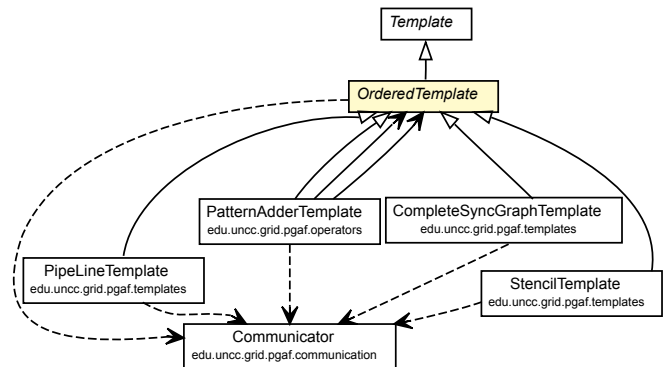 Template
OrderedTemplate
PatternAdderTemplate
edu.uncc.grid.pgaf.operators
CompleteSyncGraphTemplate
edu.uncc.grid.pgaf.templates
PipeLineTemplate
edu.uncc.grid.pgaf.templates
StencilTemplate
edu.uncc.grid.pgaf.templates
Communicator
edu.uncc.grid.pgaf.communication